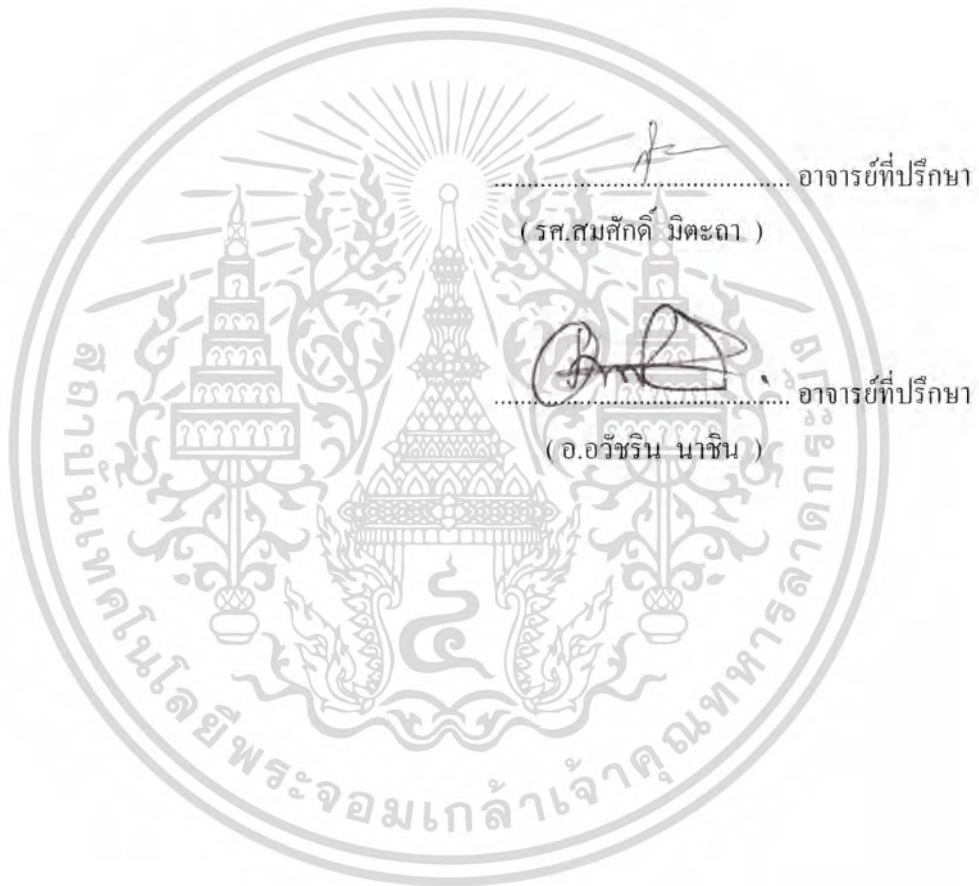 อาจารย์ที่ปรึกษา
( รศ.สมศักดิ์ มิตะถา )
อาจารย์ที่ปรึกษา
( อ.อวัชริน นาชิน )
สถาบันเทคโนโลยีพระจอมเกล้าเจ้าคุณทหารลาดกระบัง